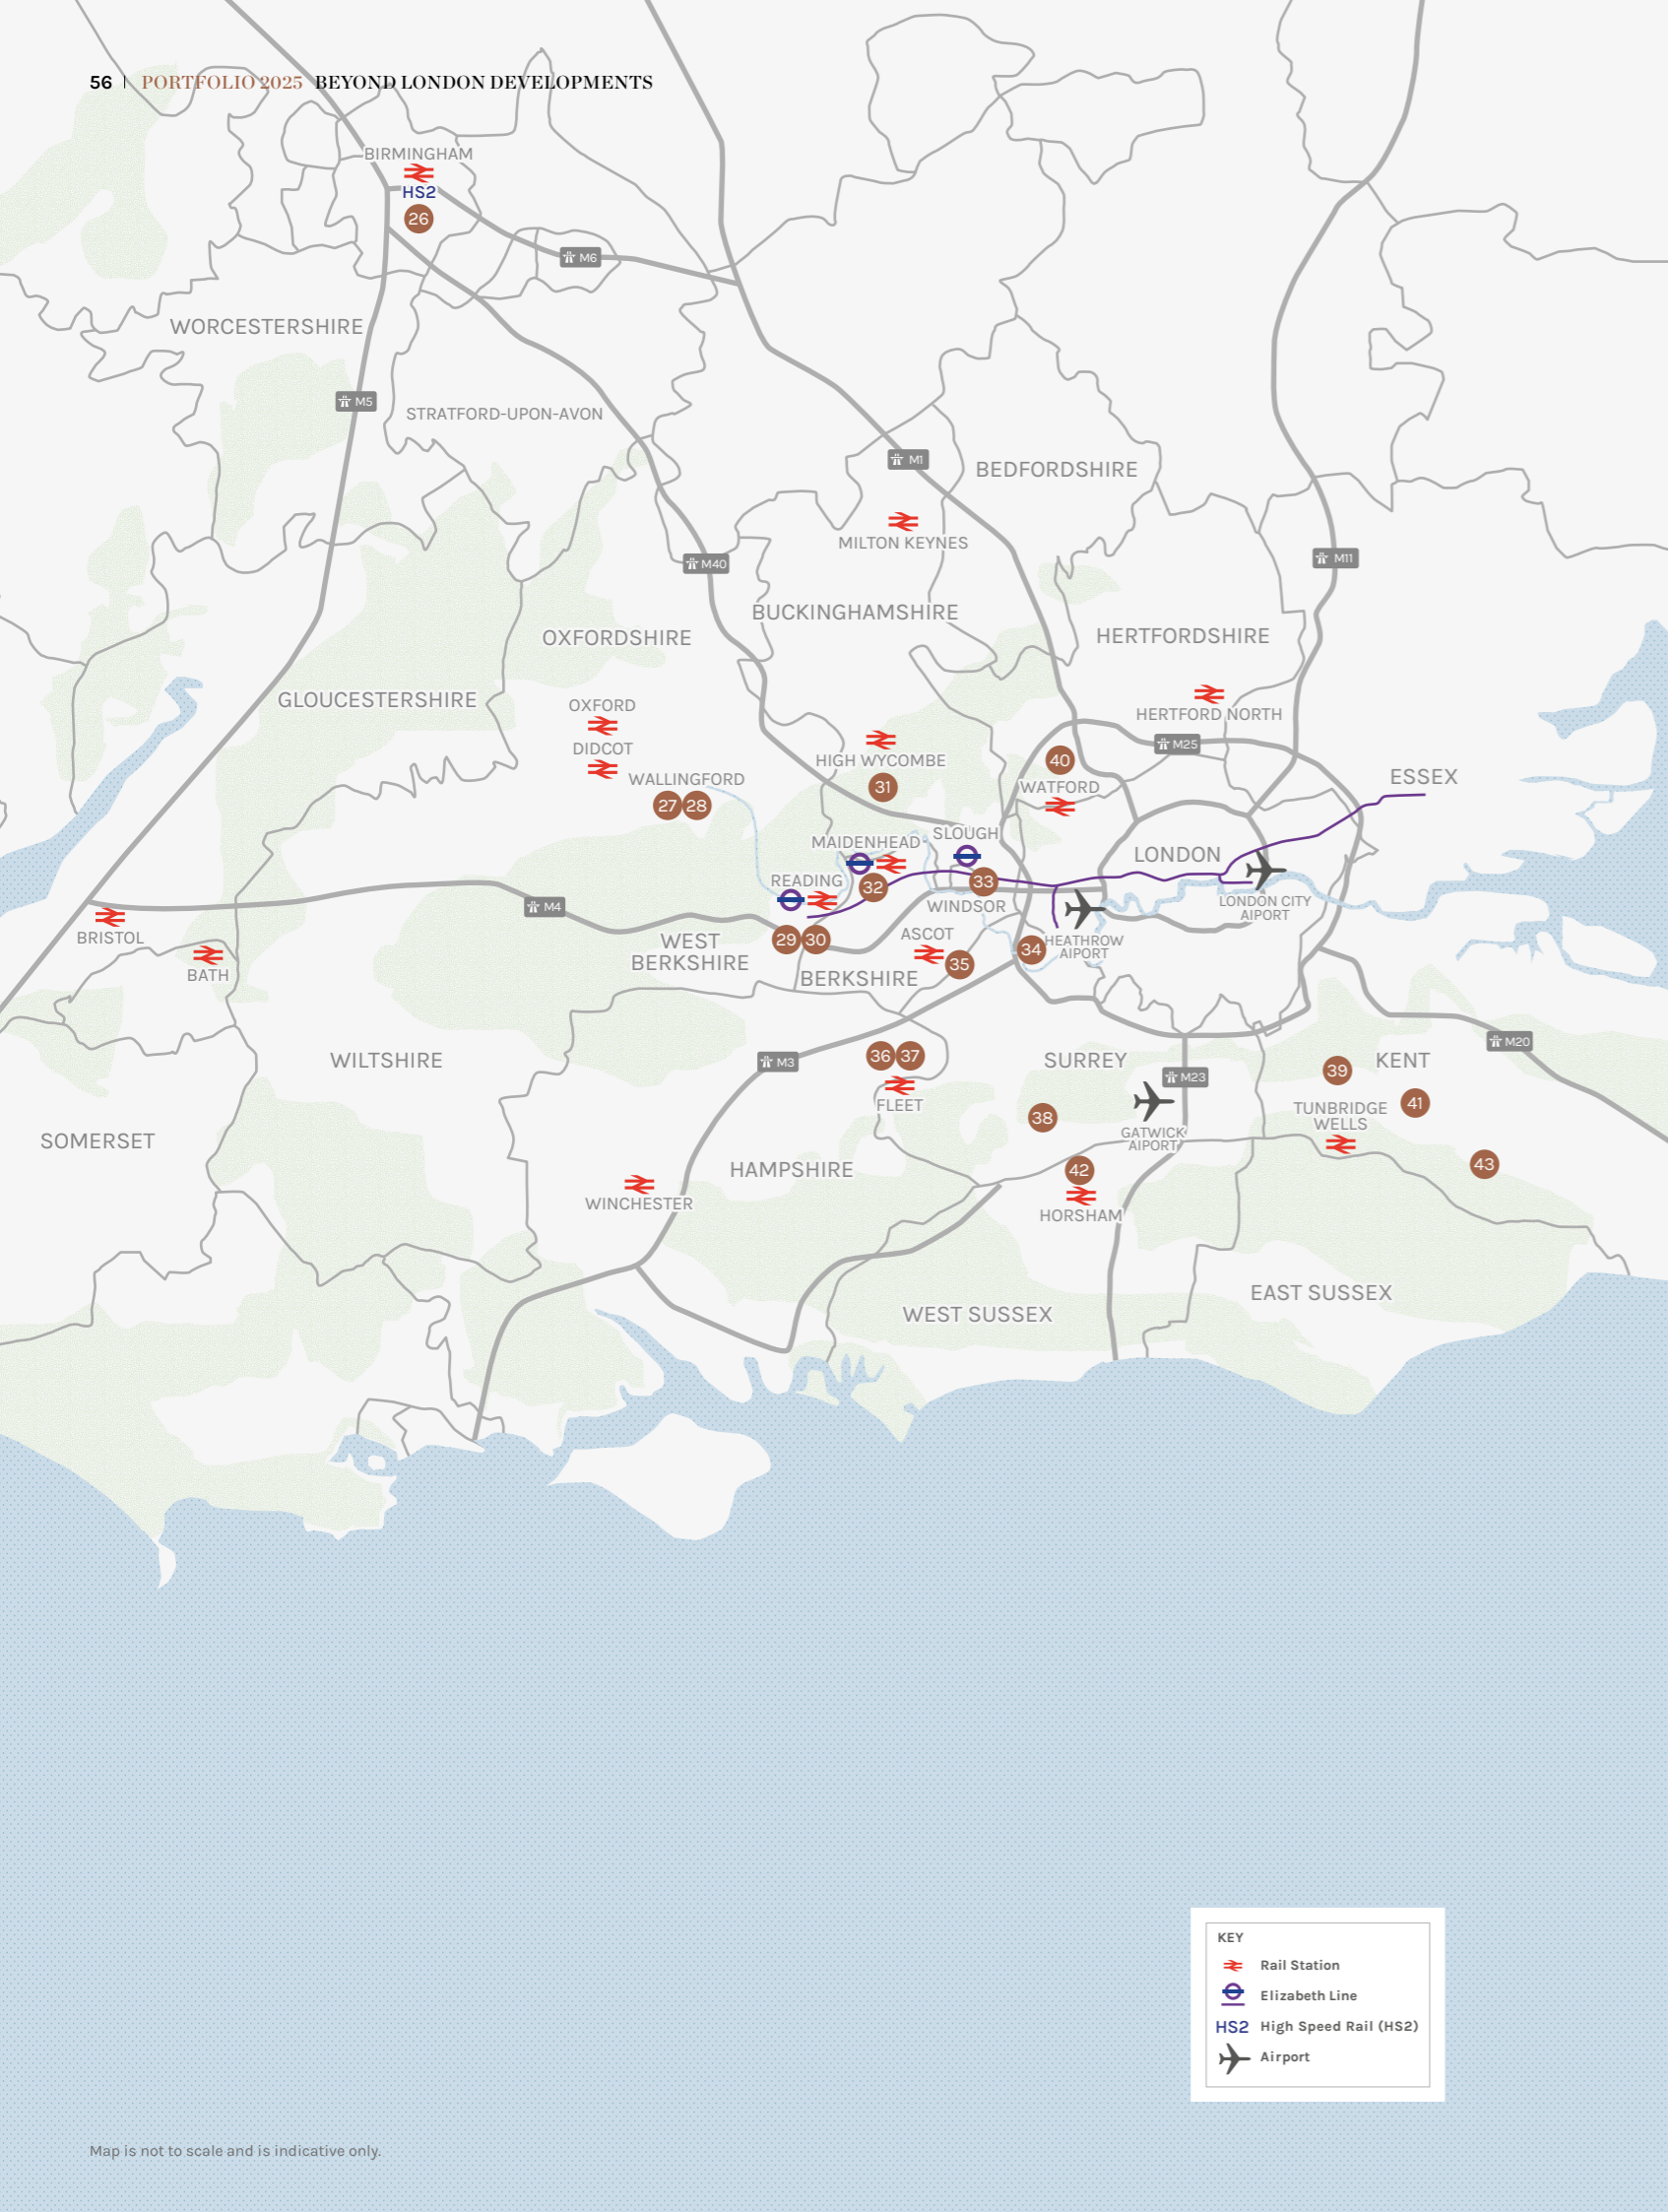 56 | PORTFOLIO 2025 BEYOND LONDON DEVELOPMENTS
BIRMINGHAM
HS2
26
M6
WORCESTERSHIRE
M5
STRATFORD-UPON-AVON
M1
BEDFORDSHIRE
MILTON KEYNES
M40
M11
BUCKINGHAMSHIRE
OXFORDSHIRE
HERTFORDSHIRE
GLOUCESTERSHIRE
OXFORD
HERTFORD NORTH
DIDCOT
M25
HIGH WYCOMBE
40
WALLINGFORD
31
WATFORD
ESSEX
27 28
MAIDENHEAD
SLOUGH
LONDON
READING
32
33
WINDSOR
LONDON CITY
AIPORT
M4
BRISTOL
BATH
WEST
BERKSHIRE
29 30
ASCOT
34
HEATHROW
AIPORT
35
BERKSHIRE
M20
WILTSHIRE
M3
36 37
SURREY
39
KENT
M23
FLEET
38
TUNBRIDGE
WELLS
41
GATWICK
AIPORT
SOMERSET
HAMPSHIRE
42
43
WINCHESTER
HORSHAM
EAST SUSSEX
WEST SUSSEX
KEY
Rail Station
Elizabeth Line
HS2 High Speed Rail (HS2)
Airport
Map is not to scale and is indicative only.